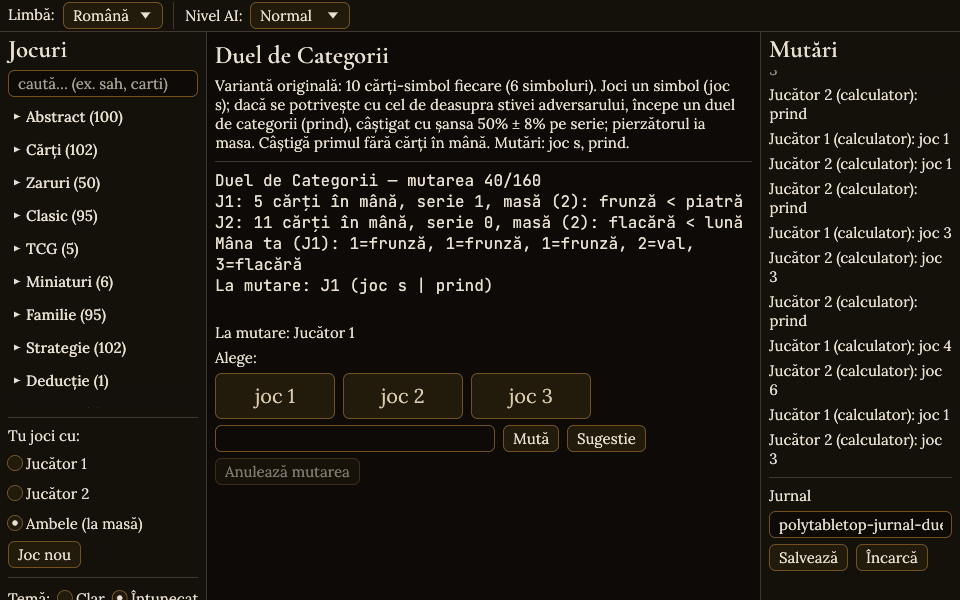 Limbă: Română ▼ Nivel AI: Normal ▼
Jocuri
caută... (ex. sah, carti)
▸ Abstract (100)
▸ Cărți (102)
▸ Zaruri (50)
▸ Clasic (95)
▸ TCG (5)
▸ Miniaturi (6)
▸ Familie (95)
▸ Strategie (102)
▸ Deducție (1)
Tu joci cu:
Jucător 1
Jucător 2
Ambele (la masă)
Joc nou
Temă: Clar Întunecat
Duel de Categorii
Variantă originală: 10 cărți-simbol fiecare (6 simboluri). Joci un simbol (joc
s); dacă se potrivește cu cel de deasupra stivei adversarului, începe un duel
de categorii (prind), câștigat cu șansa 50% ± 8% pe serie; pierzătorul ia
masa. Câștigă primul fără cărți în mână. Mutări: joc s, prind.
Duel de Categorii — mutarea 40/160
J1: 5 cărți în mână, serie 1, masă (2): frunză < piatră
J2: 11 cărți în mână, serie 0, masă (2): flacără < lună
Mâna ta (J1): 1=frunză, 1=frunză, 1=frunză, 2=val,
3=flacără
La mutare: J1 (joc s | prind)
La mutare: Jucător 1
Alege:
joc 1 joc 2 joc 3
Mută Sugestie
Anulează mutarea
Mutări
Jucător 2 (calculator):
prind
Jucător 1 (calculator): joc 1
Jucător 2 (calculator): joc 1
Jucător 2 (calculator):
prind
Jucător 1 (calculator): joc 3
Jucător 2 (calculator): joc
3
Jucător 2 (calculator):
prind
Jucător 1 (calculator): joc 4
Jucător 2 (calculator): joc
6
Jucător 1 (calculator): joc 1
Jucător 2 (calculator): joc
3
Jurnal
polytabletop-jurnal-due
Salvează Încarcă